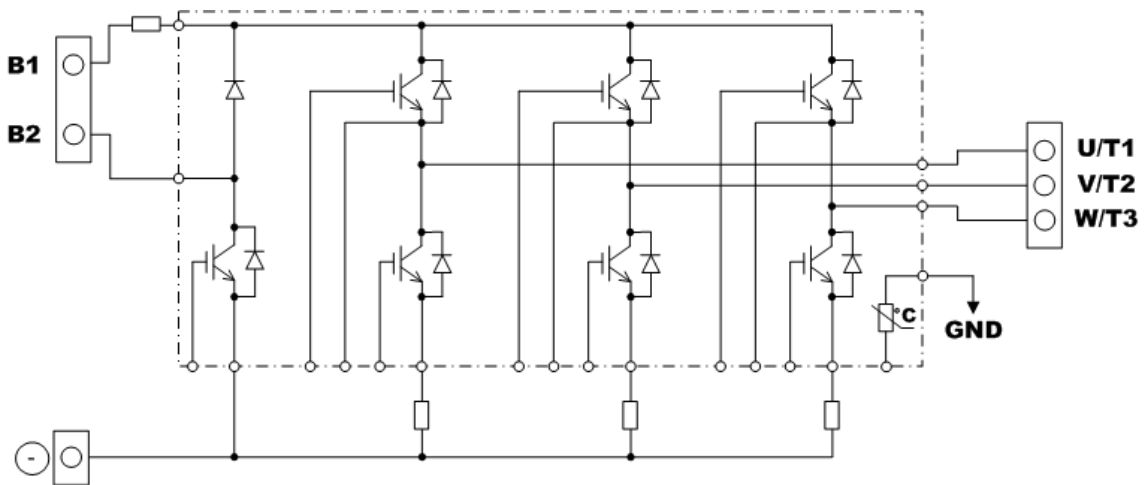 B1
B2
U/T1
V/T2
W/T3
°C
GND
-